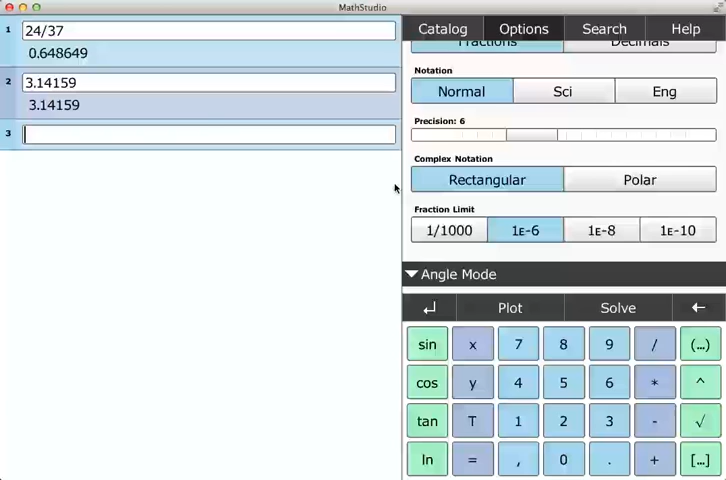 MathStudio
1 24/37
0.648649
2 3.14159
3.14159
3
Catalog Options Search Help
Fractions Decimals
Notation
Normal Sci Eng
Precision: 6
Complex Notation
Rectangular Polar
Fraction Limit
1/1000 1E-6 1E-8 1E-10
Angle Mode
↵ Plot Solve ←
sin x 7 8 9 / (...)
cos y 4 5 6 * ^
tan T 1 2 3 - √
ln = , 0 . + [...]